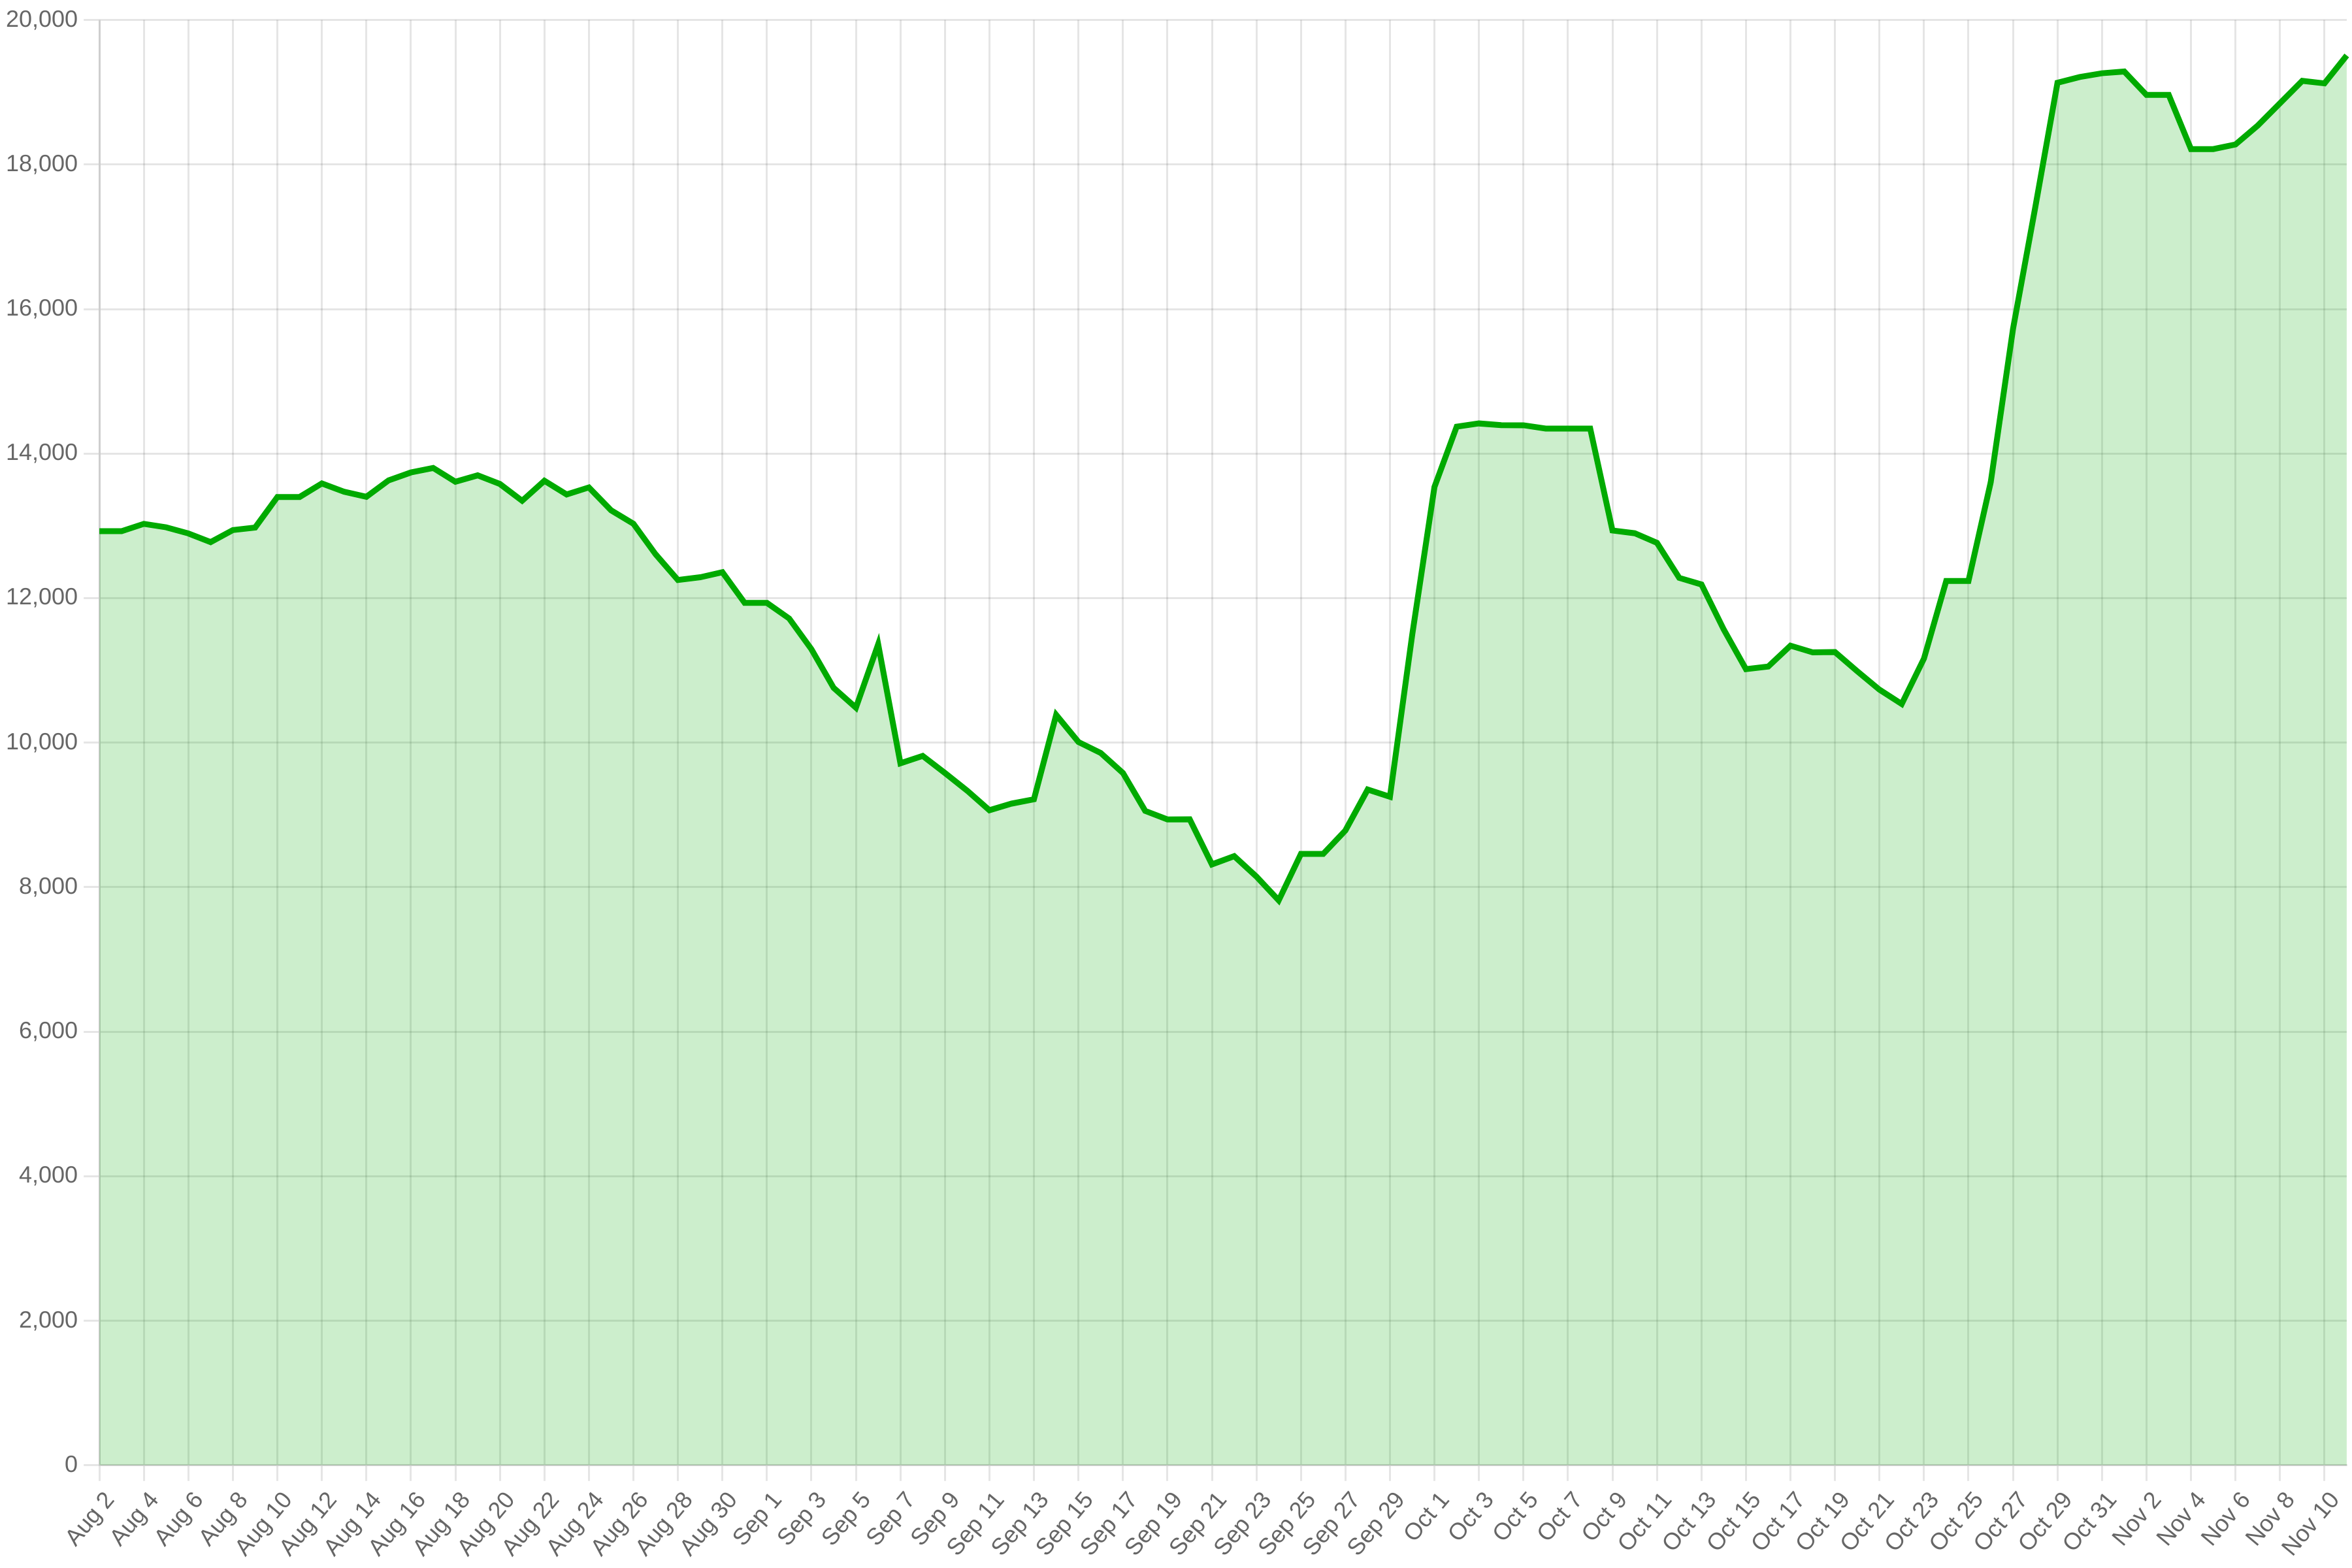 20,000
18,000
16,000
14,000
12,000
10,000
8,000
6,000
4,000
2,000
0
Aug 2
Aug 4
Aug 6
Aug 8
Aug 10
Aug 12
Aug 14
Aug 16
Aug 18
Aug 20
Aug 22
Aug 24
Aug 26
Aug 28
Aug 30
Sep 1
Sep 3
Sep 5
Sep 7
Sep 9
Sep 11
Sep 13
Sep 15
Sep 17
Sep 19
Sep 21
Sep 23
Sep 25
Sep 27
Sep 29
Oct 1
Oct 3
Oct 5
Oct 7
Oct 9
Oct 11
Oct 13
Oct 15
Oct 17
Oct 19
Oct 21
Oct 23
Oct 25
Oct 27
Oct 29
Oct 31
Nov 2
Nov 4
Nov 6
Nov 8
Nov 10